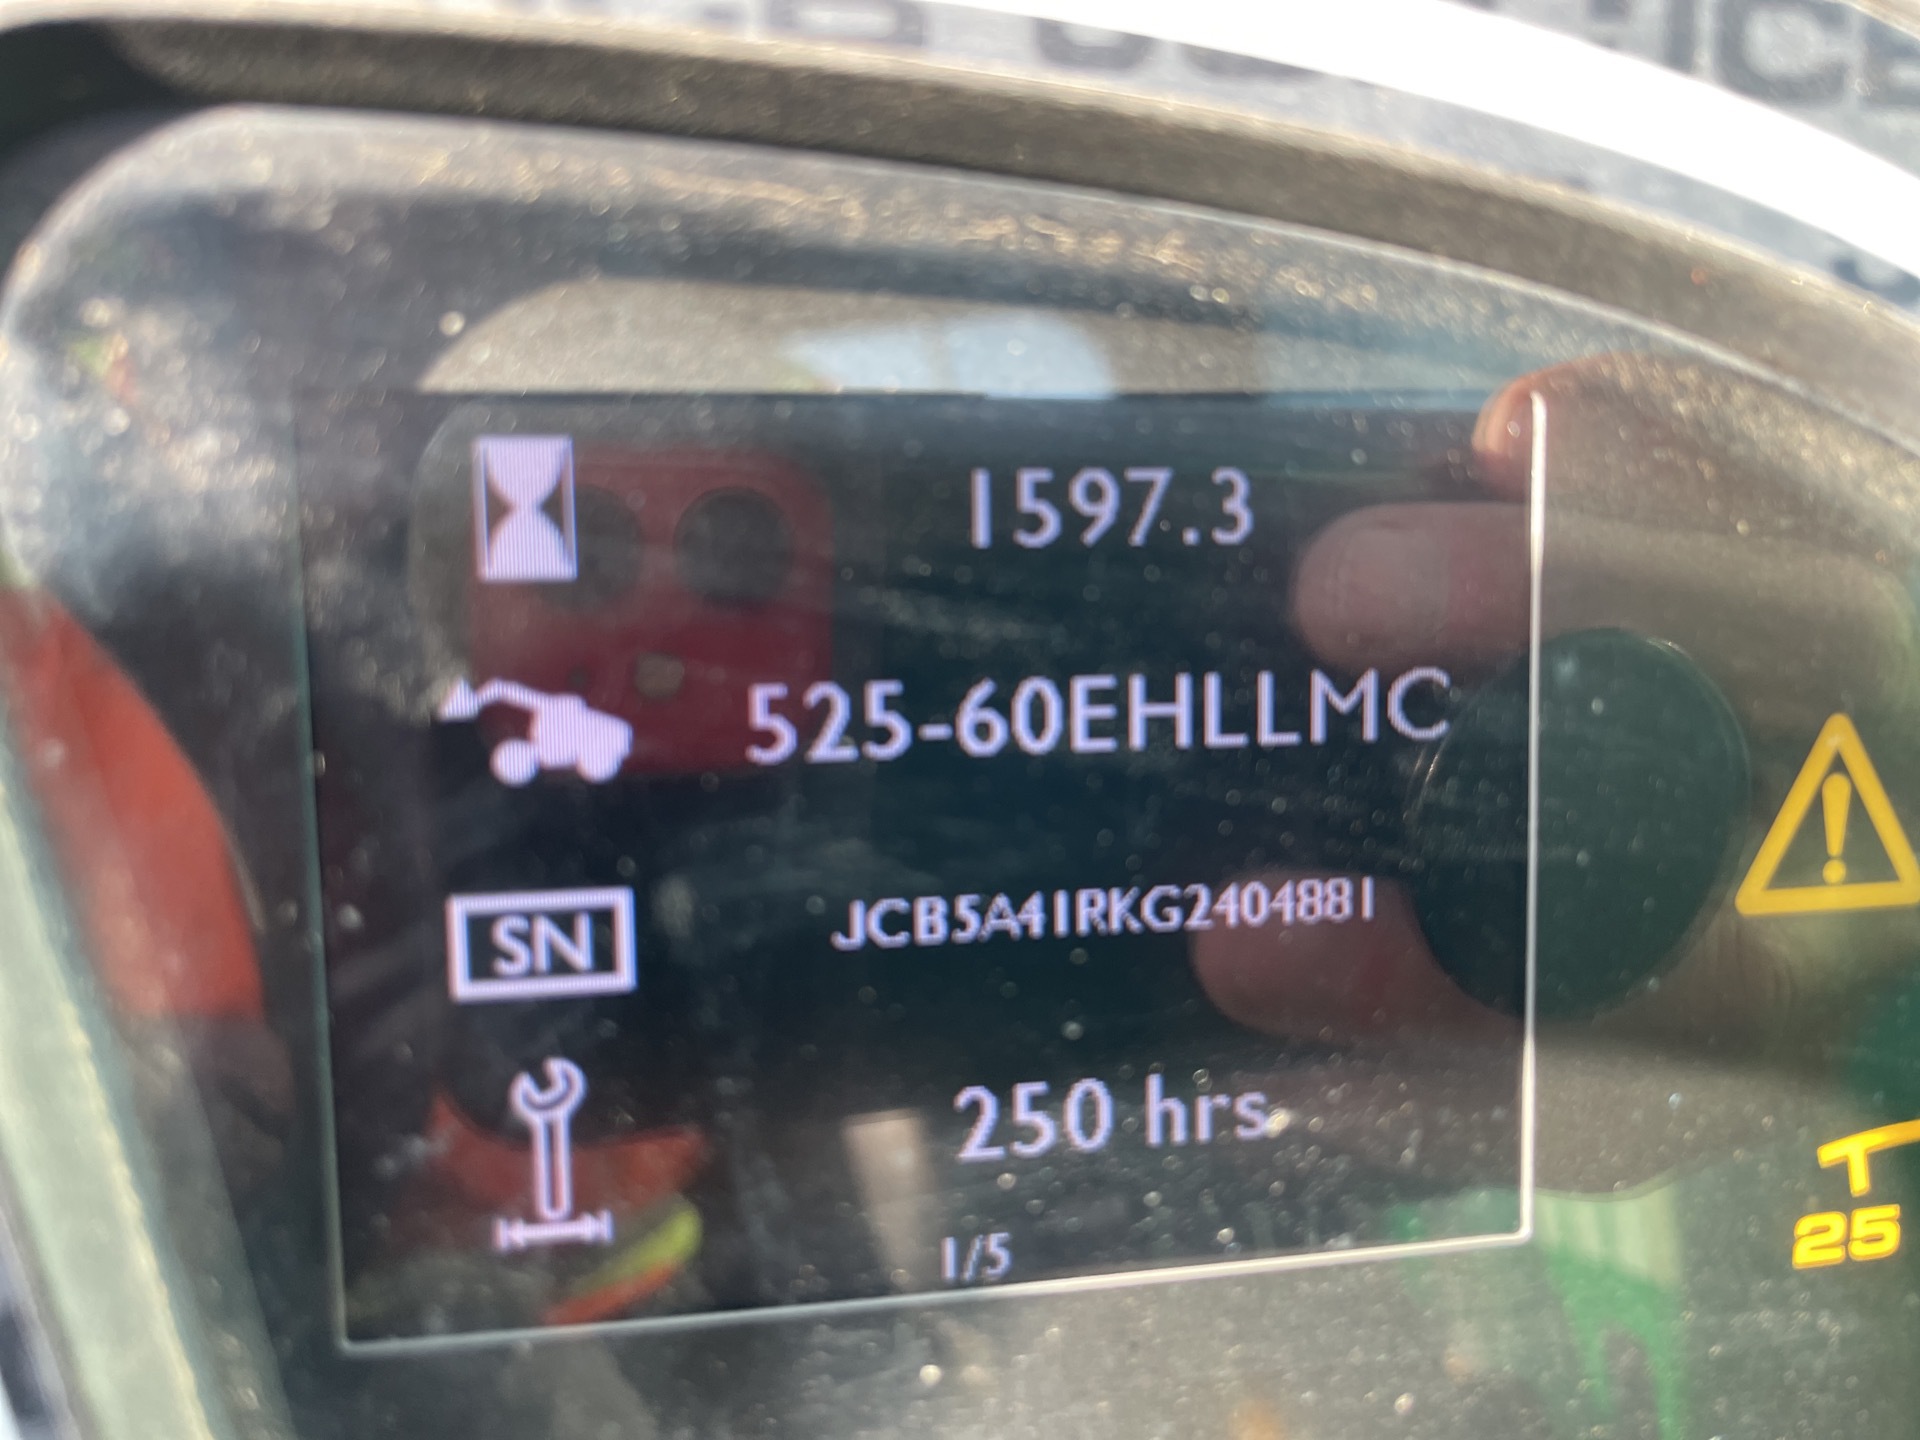 1597.3
525-60EHLLMC
SN
JCB5A41RKG2404881
250 hrs
1/5
T
25